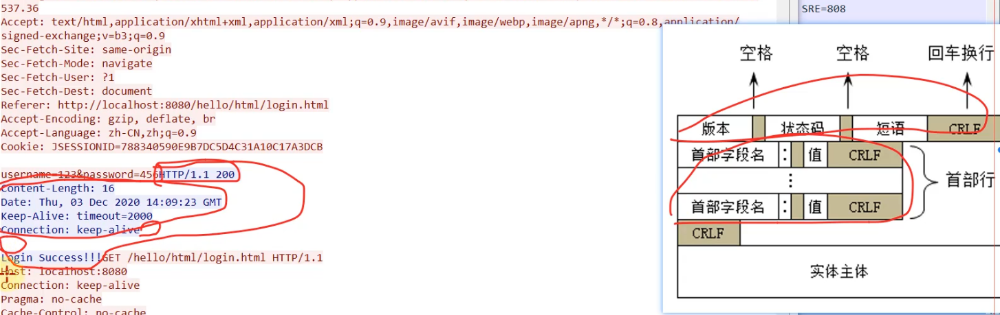 537.36
Accept: text/html,application/xhtml+xml,application/xml;q=0.9,image/avif,image/webp,image/apng,*/*;q=0.8,application/
signed-exchange;v=b3;q=0.9
Sec-Fetch-Site: same-origin
Sec-Fetch-Mode: navigate
Sec-Fetch-User: ?1
Sec-Fetch-Dest: document
Referer: http://localhost:8080/hello/html/login.html
Accept-Encoding: gzip, deflate, br
Accept-Language: zh-CN,zh;q=0.9
Cookie: JSESSIONID=788340590E9B7DC5D4C31A10C17A3DCB
username=123&password=456HTTP/1.1 200
Content-Length: 16
Date: Thu, 03 Dec 2020 14:09:23 GMT
Keep-Alive: timeout=2000
Connection: keep-alive
Login Success!!!GET /hello/html/login.html HTTP/1.1
Host: localhost:8080
Connection: keep-alive
Pragma: no-cache
Cache-Control: no-cache
SRE=808
空格 空格 回车换行
版本 状态码 短语 CRLF
首部字段名 : 值 CRLF
⋮
首部字段名 : 值 CRLF
首部行
CRLF
实体主体